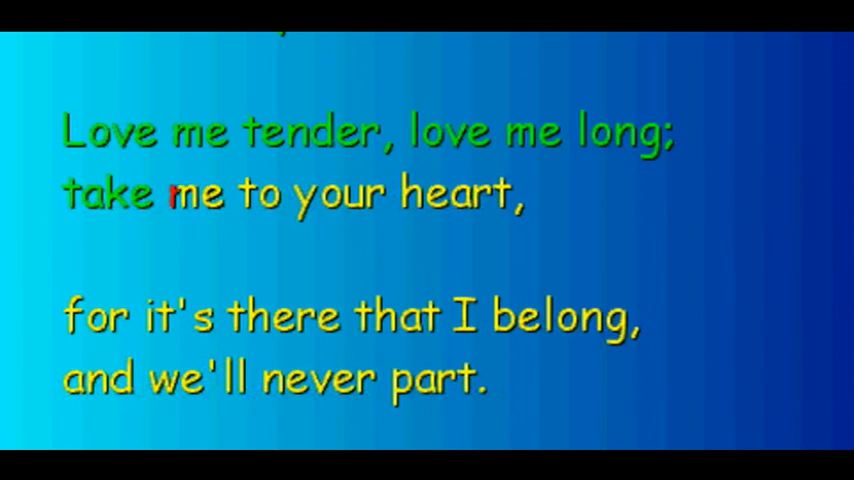 Love me tender, love me long;
take me to your heart,
for it's there that I belong,
and we'll never part.